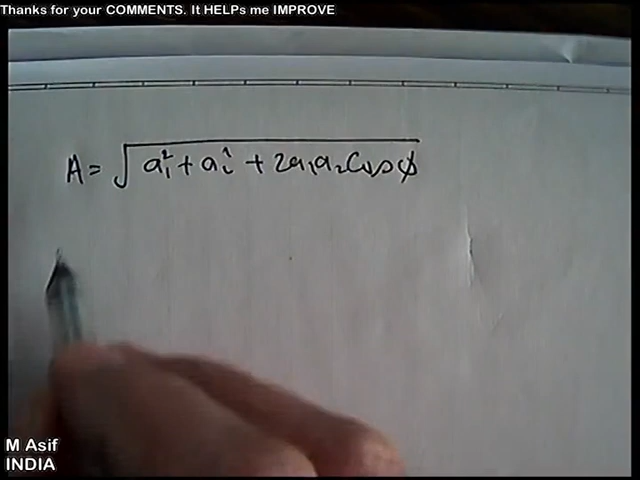 Thanks for your COMMENTS. It HELPs me IMPROVE
A = √a₁² + a₂² + 2a₁a₂Cosϕ
M Asif
INDIA